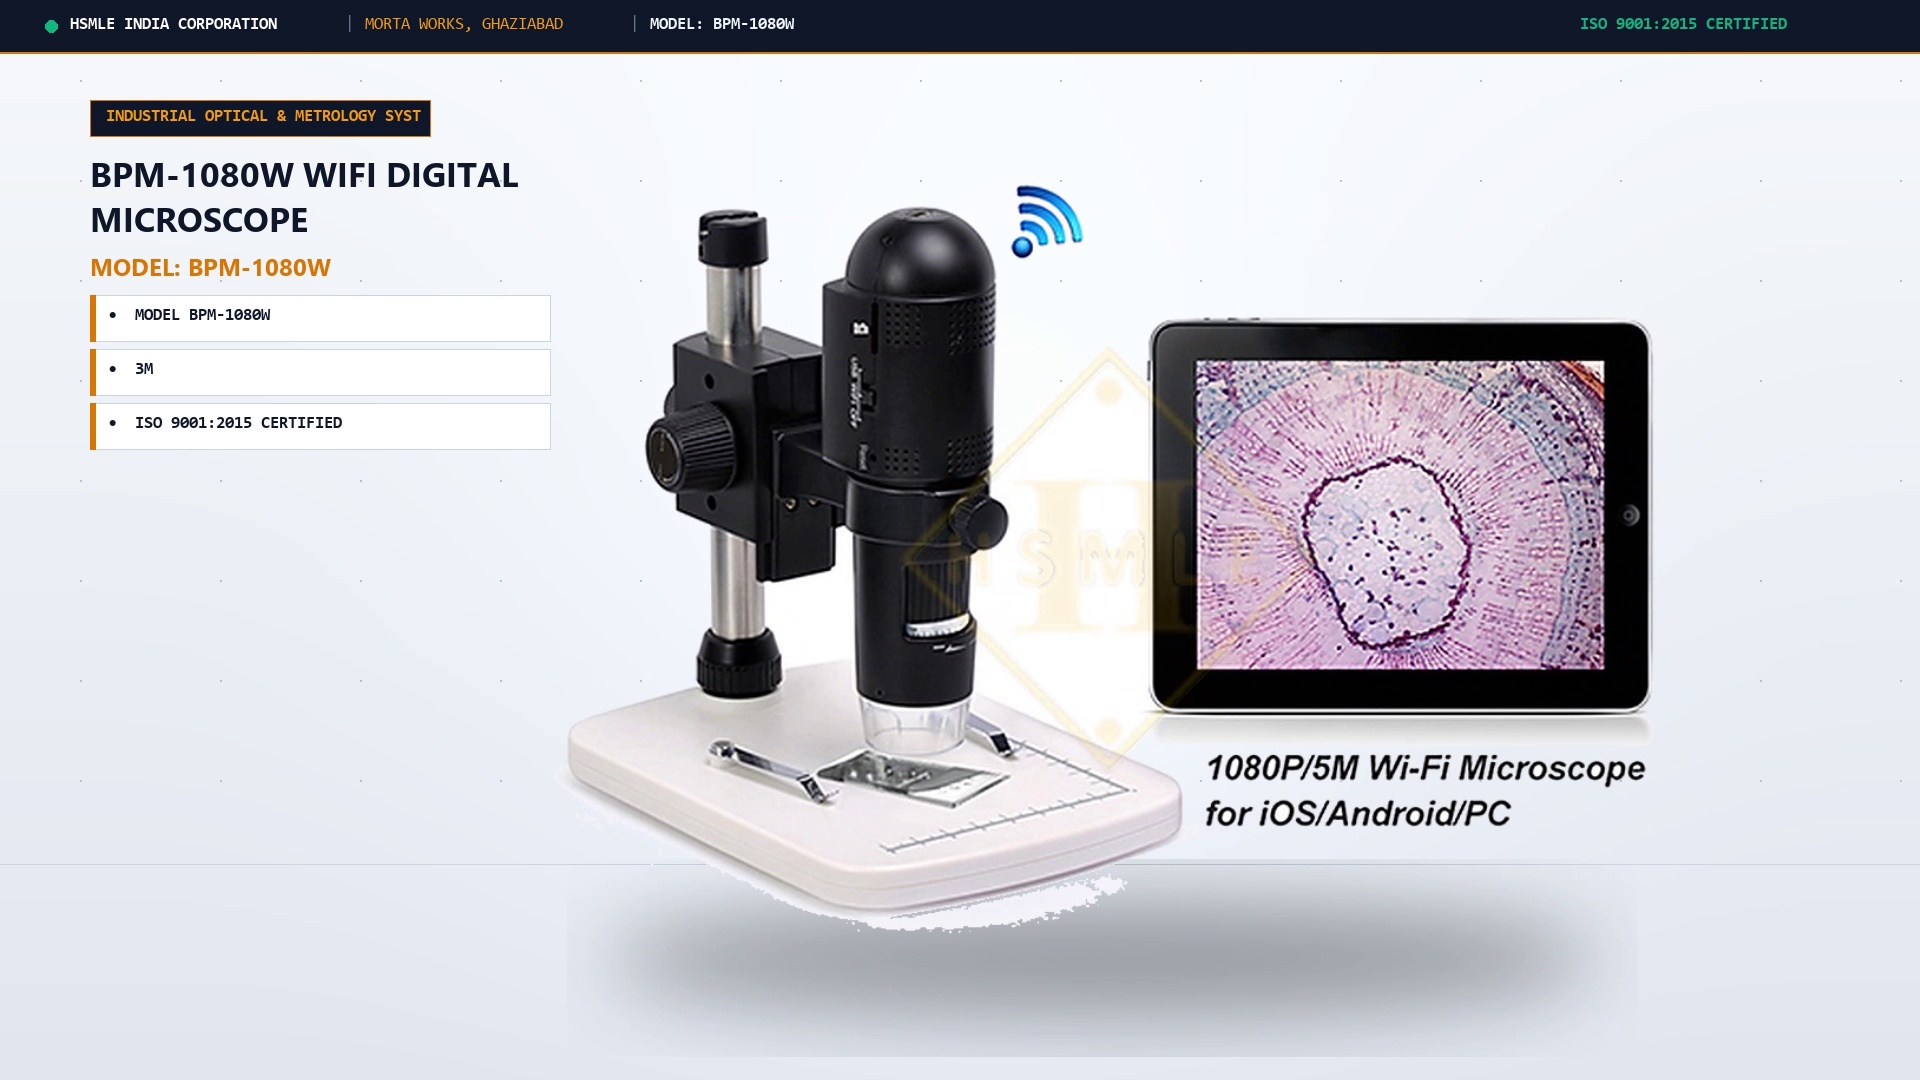 HSMLE INDIA CORPORATION
MORTA WORKS, GHAZIABAD
MODEL: BPM-1080W
ISO 9001:2015 CERTIFIED
INDUSTRIAL OPTICAL & METROLOGY SYST
BPM-1080W WIFI DIGITAL
MICROSCOPE
MODEL: BPM-1080W
• MODEL BPM-1080W
• 3M
• ISO 9001:2015 CERTIFIED
H
HSMLE
1080P/5M Wi-Fi Microscope
for iOS/Android/PC